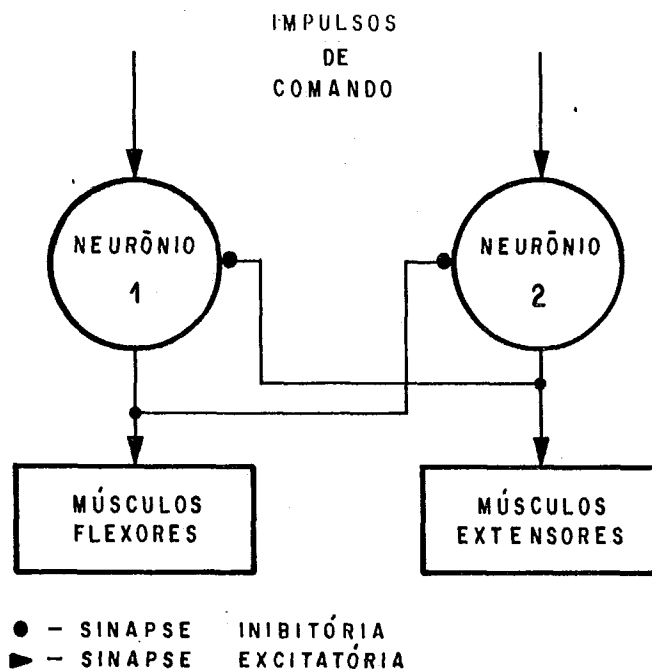 IMPULSOS
DE
COMANDO
NEURÔNIO
1
NEURÔNIO
2
MÚSCULOS
FLEXORES
MÚSCULOS
EXTENSORES
● – SINAPSE INIBITÓRIA
► – SINAPSE EXCITATÓRIA